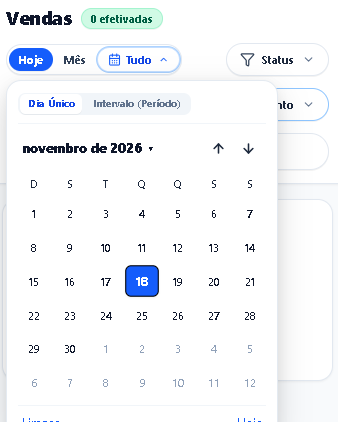 Vendas 0 efetivadas
Hoje Mês Tudo Status
Dia Único Intervalo (Período) nto
novembro de 2026
D S T Q Q S S
1 2 3 4 5 6 7
8 9 10 11 12 13 14
15 16 17 18 19 20 21
22 23 24 25 26 27 28
29 30 1 2 3 4 5
6 7 8 9 10 11 12